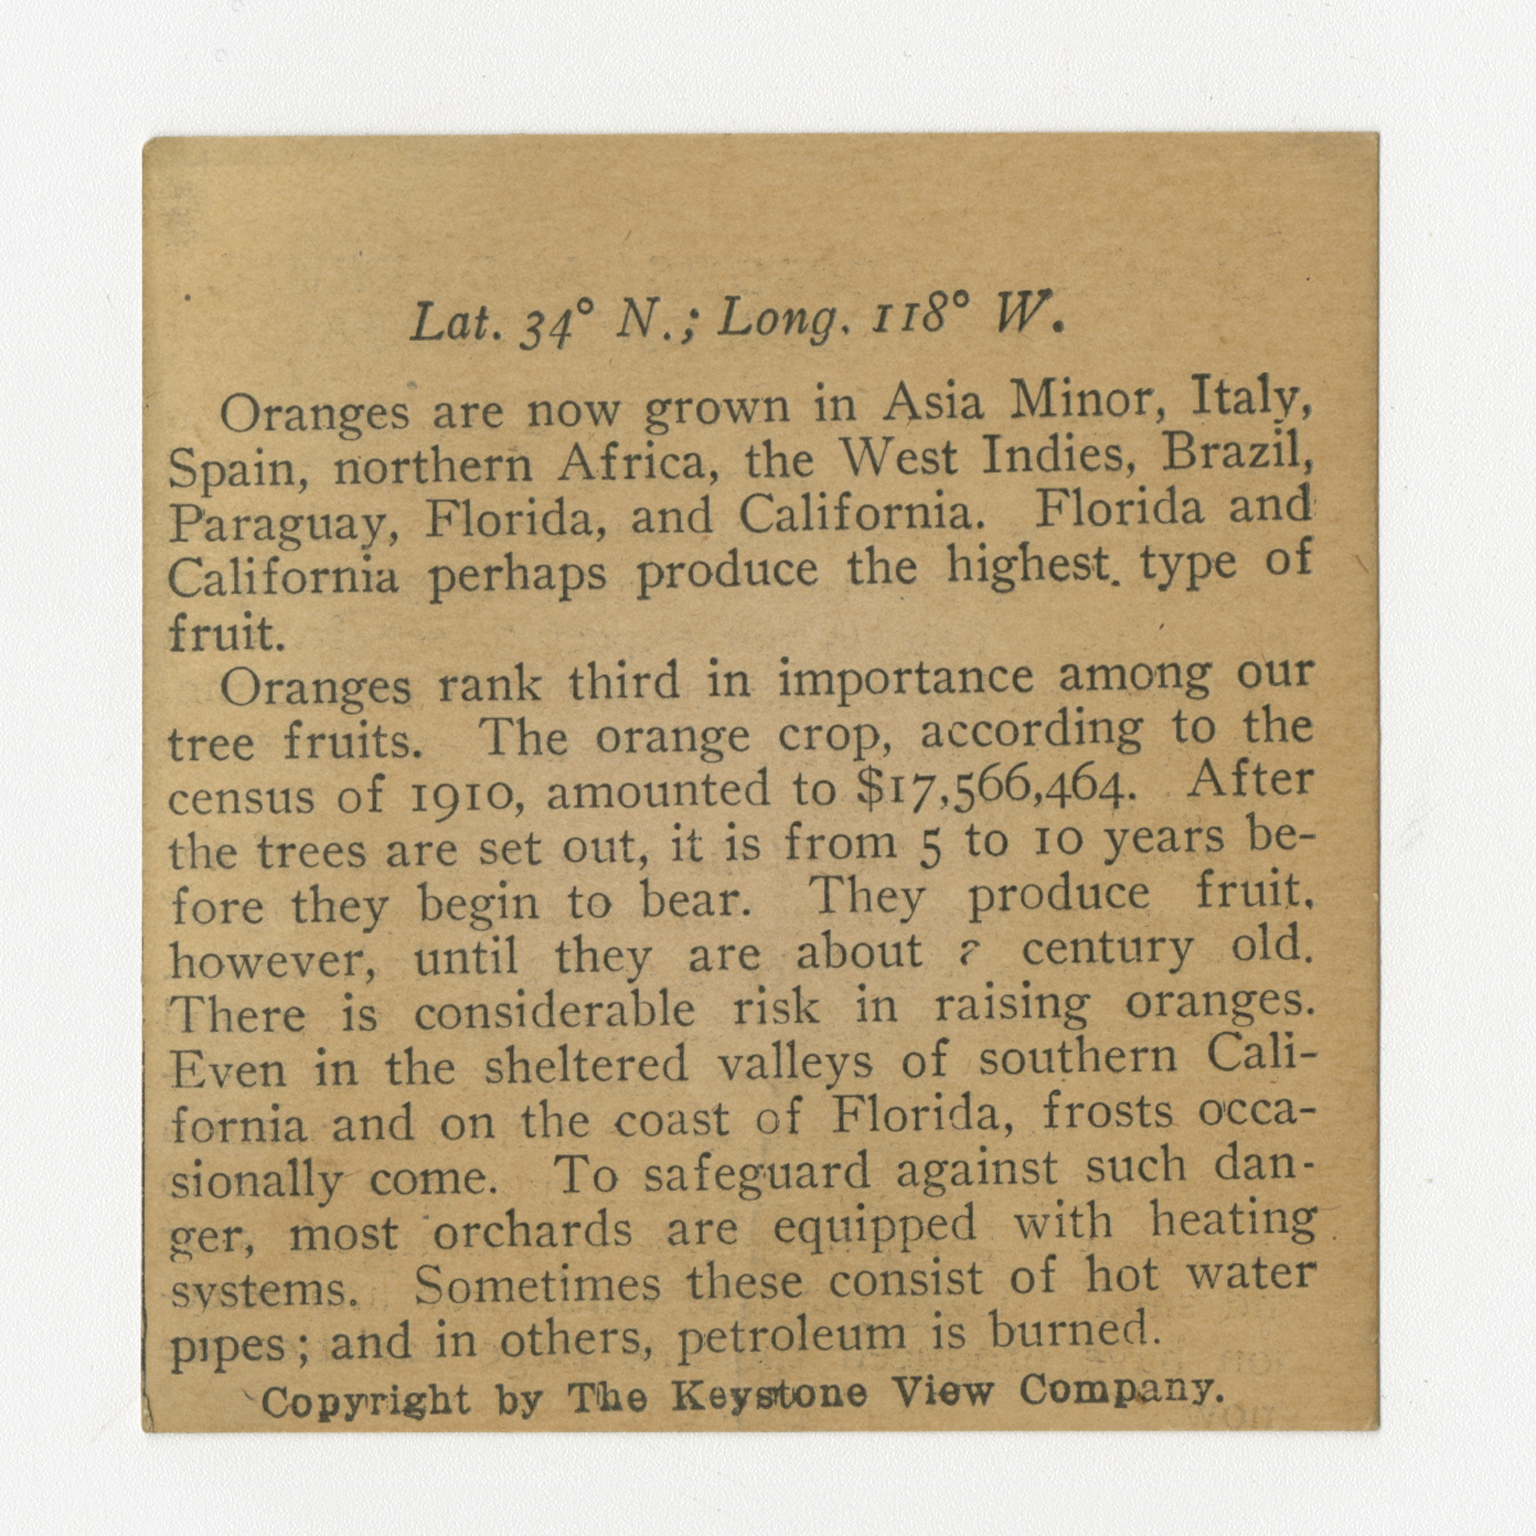 Lat. 34° N.; Long. 118° W.
Oranges are now grown in Asia Minor, Italy,
Spain, northern Africa, the West Indies, Brazil,
Paraguay, Florida, and California. Florida and
California perhaps produce the highest. type of
fruit.
Oranges rank third in importance among our
tree fruits. The orange crop, according to the
census of 1910, amounted to $17,566,464. After
the trees are set out, it is from 5 to 10 years be-
fore they begin to bear. They produce fruit,
however, until they are about a century old.
There is considerable risk in raising oranges.
Even in the sheltered valleys of southern Cali-
fornia and on the coast of Florida, frosts occa-
sionally come. To safeguard against such dan-
ger, most orchards are equipped with heating
systems. Sometimes these consist of hot water
pipes; and in others, petroleum is burned.
Copyright by The Keystone View Company.